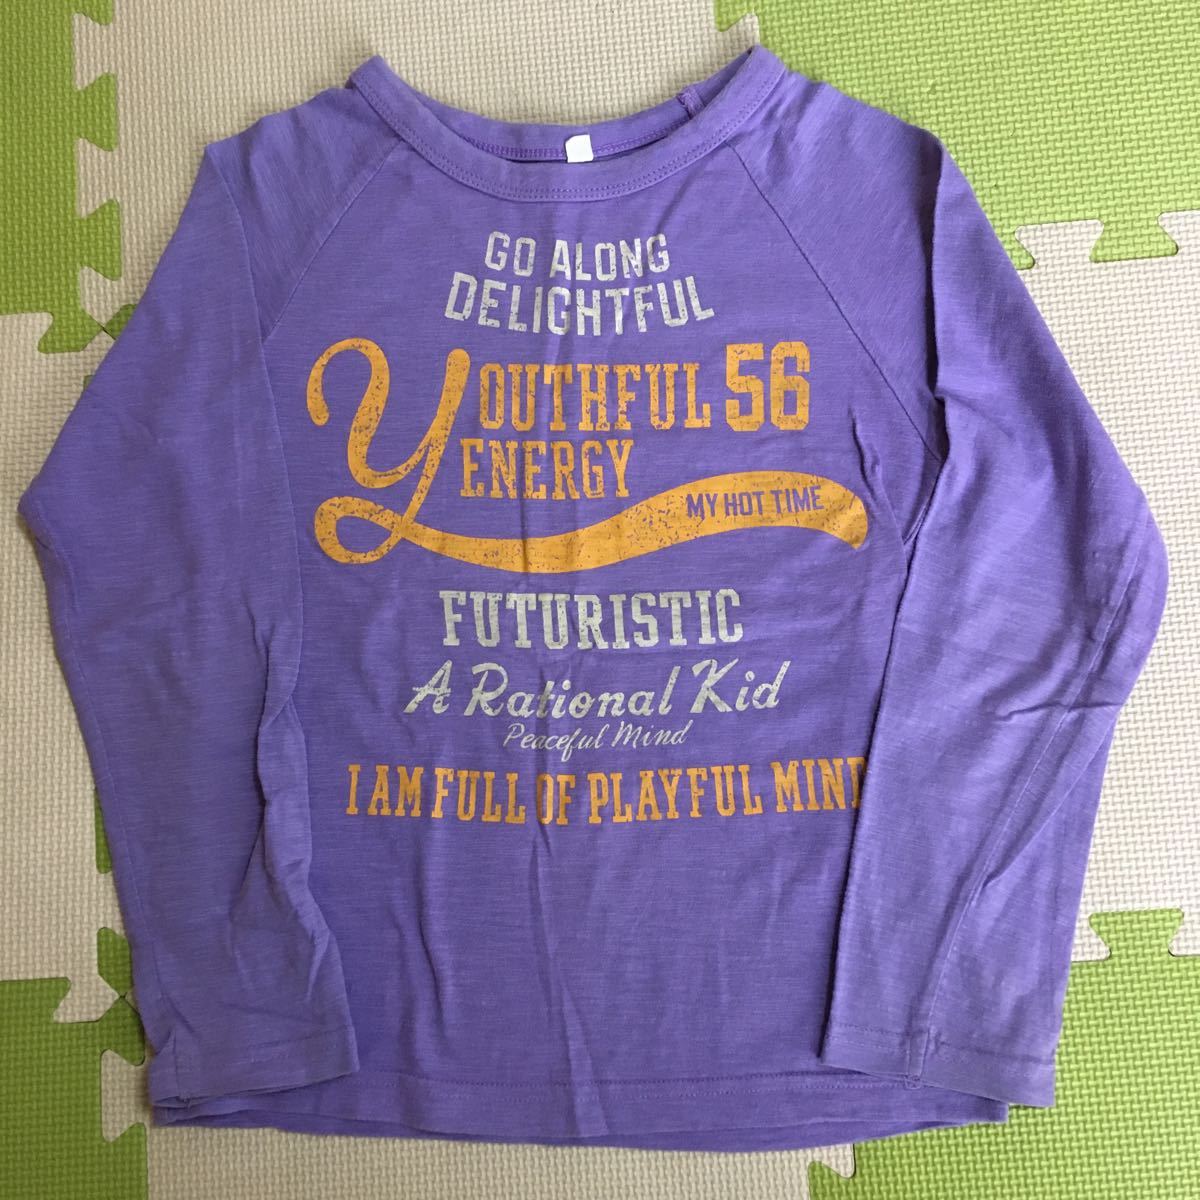 GO ALONG
DELIGHTFUL
YOUTHFUL 56
ENERGY
MY HOT TIME
FUTURISTIC
A Rational Kid
Peaceful Mind
I AM FULL OF PLAYFUL MIND